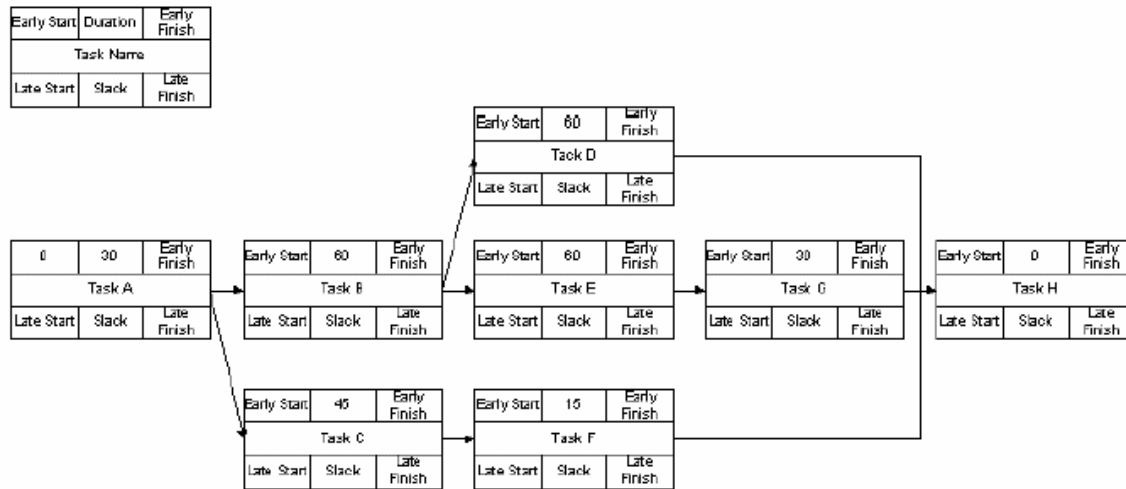 Early Start Duration Early Finish
Task Name
Late Start Slack Late Finish
Early Start 60 Early Finish
Task D
Late Start Slack Late Finish
0 30 Early Finish
Task A
Late Start Slack Late Finish
Early Start 60 Early Finish
Task B
Late Start Slack Late Finish
Early Start 60 Early Finish
Task E
Late Start Slack Late Finish
Early Start 30 Early Finish
Task G
Late Start Slack Late Finish
Early Start 0 Early Finish
Task H
Late Start Slack Late Finish
Early Start 45 Early Finish
Task C
Late Start Slack Late Finish
Early Start 15 Early Finish
Task F
Late Start Slack Late Finish